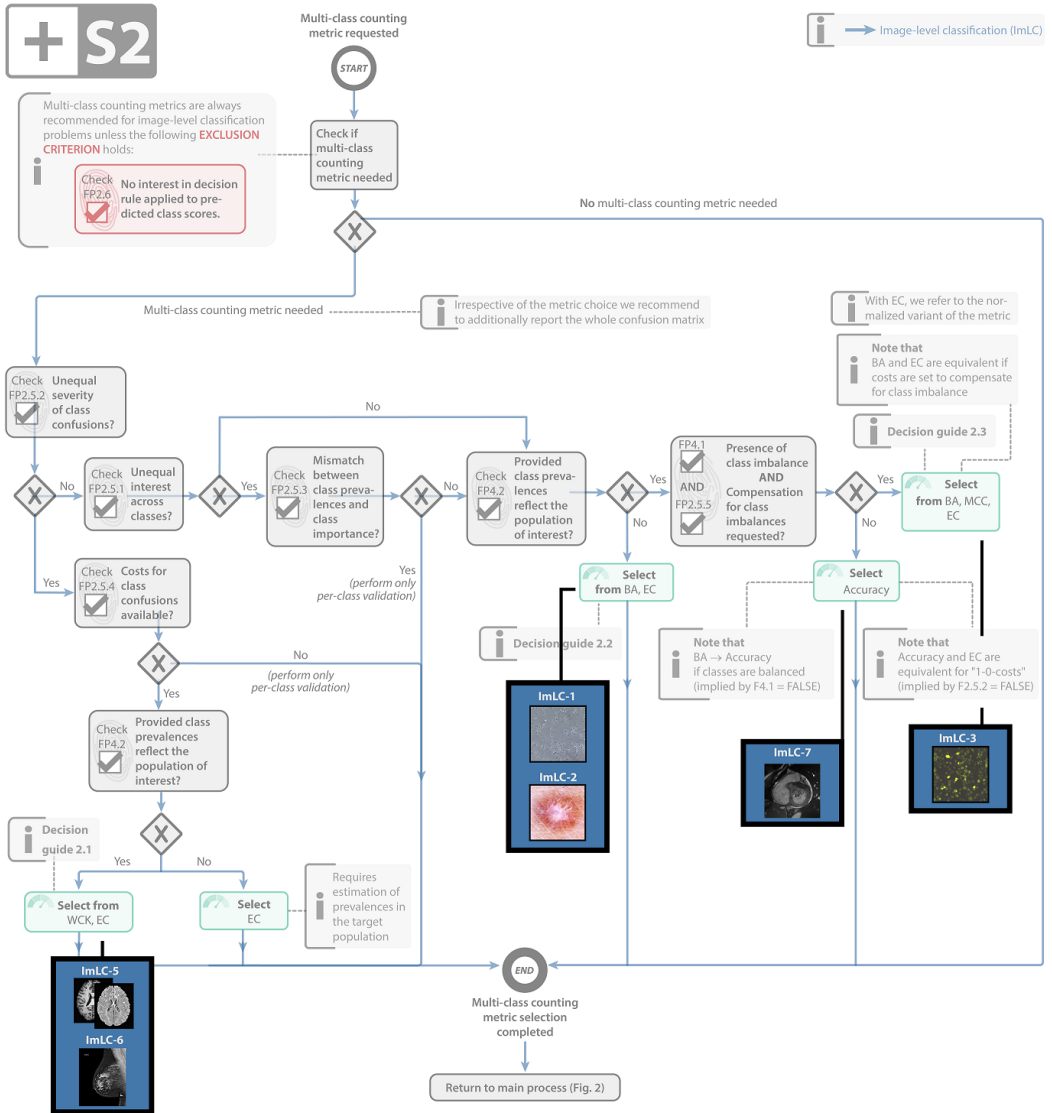 + S2
Multi-class counting
metric requested
START
Image-level classification (ImLC)
Multi-class counting metrics are always
recommended for image-level classification
problems unless the following EXCLUSION
CRITERION holds:
Check
FP2.6
No interest in decision
rule applied to pre-
dicted class scores.
Check if
multi-class
counting
metric needed
X
No multi-class counting metric needed
Multi-class counting metric needed
Irrespective of the metric choice we recommend
to additionally report the whole confusion matrix
With EC, we refer to the nor-
malized variant of the metric
Note that
BA and EC are equivalent if
costs are set to compensate
for class imbalance
Decision guide 2.3
Check
FP2.5.2
Unequal
severity
of class
confusions?
No
X
No
Check
FP2.5.1
Unequal
interest
across
classes?
X
Yes
Check
FP2.5.3
Mismatch
between
class preva-
lences and
class
importance?
X
No
Check
FP4.2
Provided
class preva-
lences
reflect the
population
of interest?
X
Yes
FP4.1
AND
FP2.5.5
Presence of
class imbalance
AND
Compensation
for class
imbalances
requested?
X
Yes
Select
from BA, MCC,
EC
No
No
Yes
Check
FP2.5.4
Costs for
class
confusions
available?
Yes
(perform only
per-class validation)
Select
from BA, EC
Select
Accuracy
Decision guide 2.2
Note that
BA → Accuracy
if classes are balanced
(implied by F4.1 = FALSE)
Note that
Accuracy and EC are
equivalent for "1-0-costs"
(implied by F2.5.2 = FALSE)
X
No
(perform only
per-class validation)
Yes
Check
FP4.2
Provided class
prevalences
reflect the
population of
interest?
ImLC-1
ImLC-2
ImLC-7
ImLC-3
X
Decision
guide 2.1
Yes
No
Select from
WCK, EC
Select
EC
Requires
estimation of
prevalences in
the target
population
ImLC-5
ImLC-6
END
Multi-class counting
metric selection
completed
Return to main process (Fig. 2)